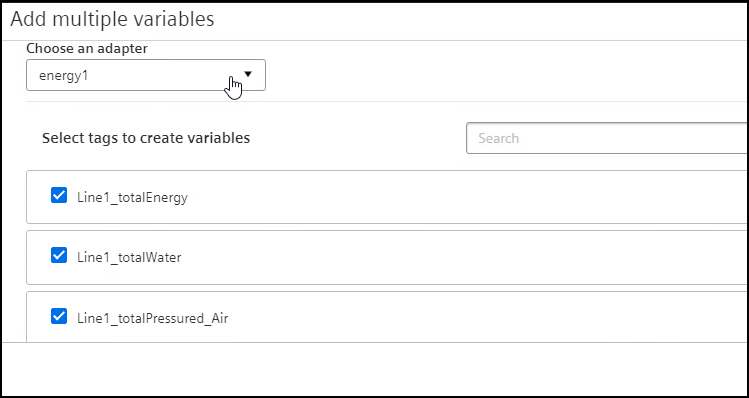 Add multiple variables
Choose an adapter
energy1
Select tags to create variables
Search
Line1_totalEnergy
Line1_totalWater
Line1_totalPressured_Air